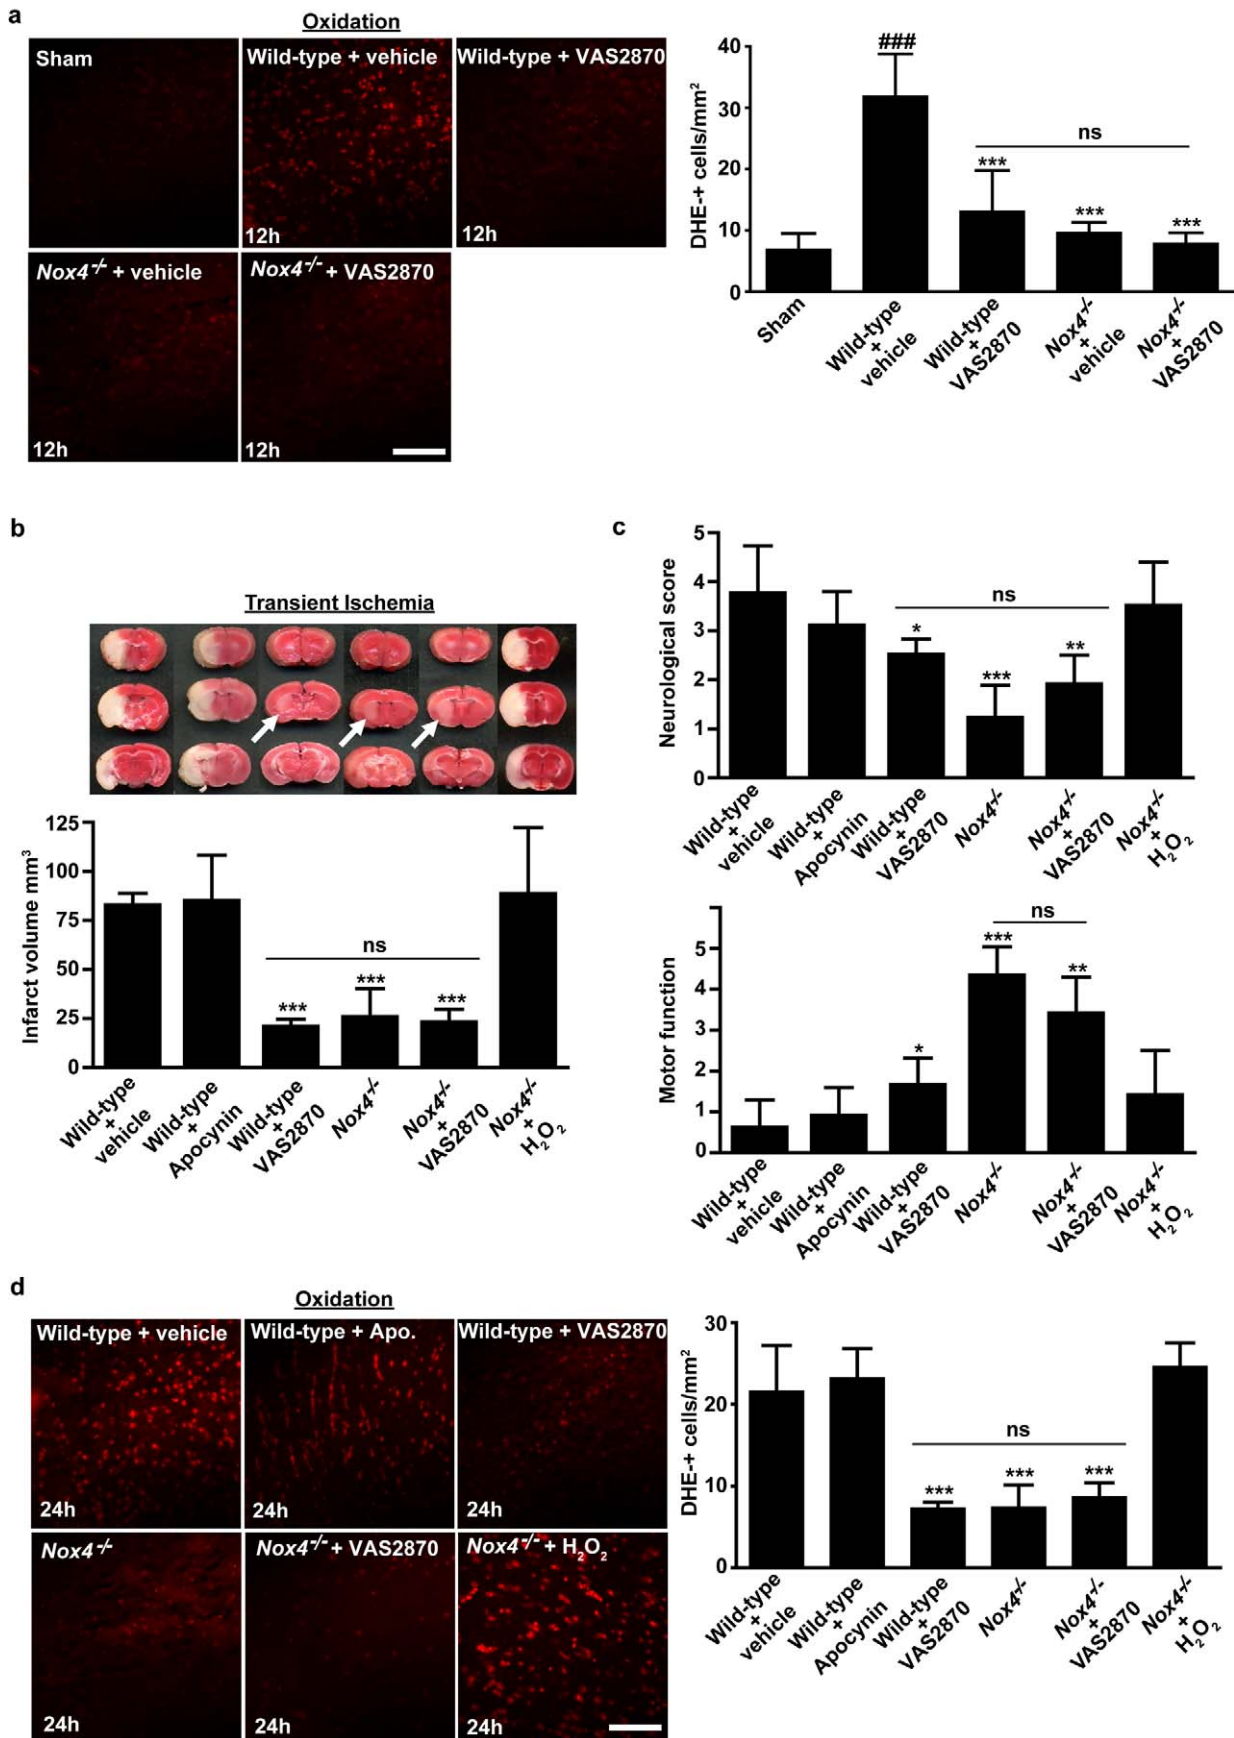 a
Oxidation
Sham
Wild-type + vehicle
12h
Wild-type + VAS2870
12h
Nox4-/- + vehicle
12h
Nox4-/- + VAS2870
12h
DHE-+ cells/mm²
40
30
20
10
0
###
***
***
***
ns
Sham
Wild-type
+
vehicle
Wild-type
+
VAS2870
Nox4-/-
+
vehicle
Nox4-/-
+
VAS2870
b
Transient Ischemia
Infarct volume mm³
125
100
75
50
25
0
ns
***
***
***
Wild-type
+
vehicle
Wild-type
+
Apocynin
Wild-type
+
VAS2870
Nox4-/-
Nox4-/-
+
VAS2870
Nox4-/-
+
H₂O₂
c
Neurological score
5
4
3
2
1
0
ns
*
***
**
Wild-type
+
vehicle
Wild-type
+
Apocynin
Wild-type
+
VAS2870
Nox4-/-
Nox4-/-
+
VAS2870
Nox4-/-
+
H₂O₂
Motor function
5
4
3
2
1
0
ns
*
***
**
Wild-type
+
vehicle
Wild-type
+
Apocynin
Wild-type
+
VAS2870
Nox4-/-
Nox4-/-
+
VAS2870
Nox4-/-
+
H₂O₂
d
Oxidation
Wild-type + vehicle
24h
Wild-type + Apo.
24h
Wild-type + VAS2870
24h
Nox4-/-
24h
Nox4-/- + VAS2870
24h
Nox4-/- + H₂O₂
24h
DHE-+ cells/mm²
30
20
10
0
ns
***
***
***
Wild-type
+
vehicle
Wild-type
+
Apocynin
Wild-type
+
VAS2870
Nox4-/-
Nox4-/-
+
VAS2870
Nox4-/-
+
H₂O₂